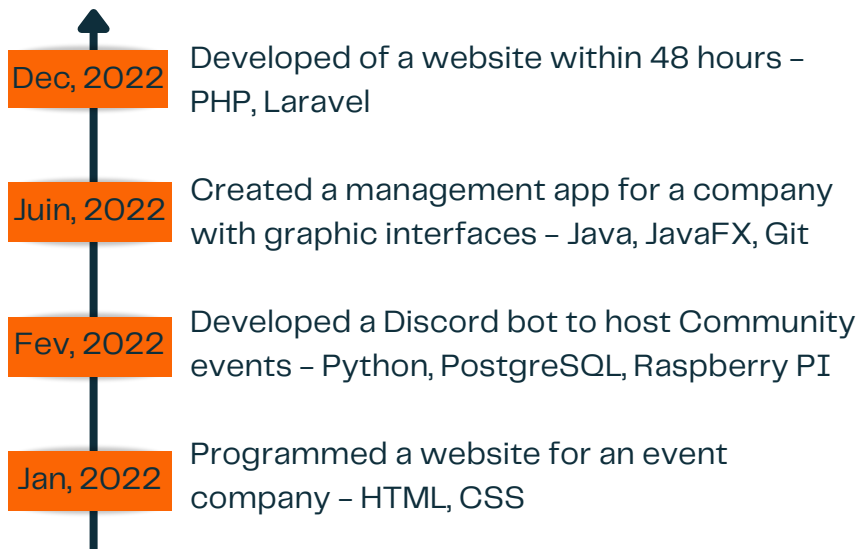 Dec, 2022
Developed of a website within 48 hours –
PHP, Laravel
Juin, 2022
Created a management app for a company
with graphic interfaces – Java, JavaFX, Git
Fev, 2022
Developed a Discord bot to host Community
events – Python, PostgreSQL, Raspberry PI
Jan, 2022
Programmed a website for an event
company – HTML, CSS